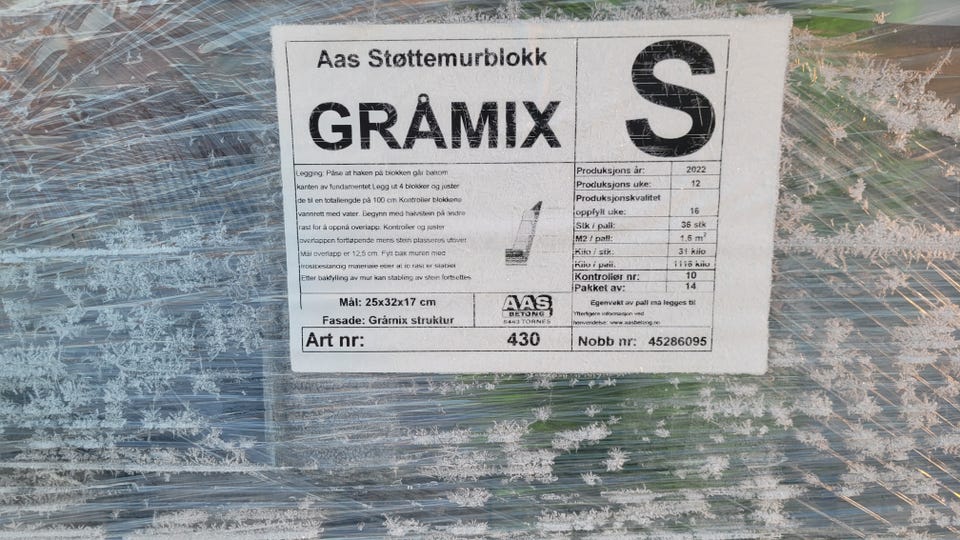 Aas Støttemurblokk
GRÅMIX
S
Legging: Påse at haken på blokken går bakom
kanten av fundamentet Legg ut 4 blokker og juster
de til en totallengde på 100 cm Kontroller blokkene
vannrett med vater. Begynn med halvstein på andre
rast for å oppnå overlapp. Kontroller og juster
overlappen fortløpende mens stein plasseres utover
Mål overlapp er 12,5 cm. Fyll bak muren med
frostbestandig materiale etter at to rast er stablet
Etter bakfylling av mur kan stabling av stein fortsettes
Produksjons år: 2022
Produksjons uke: 12
Produksjonskvalitet
oppfylt uke: 16
Stk / pall: 36 stk
M2 / pall: 1,6 m²
Kilo / stk: 31 kilo
Kilo / pall: 1116 kilo
Kontrollør nr: 10
Pakket av: 14
Mål: 25x32x17 cm
Fasade: Gråmix struktur
AAS
BETONG
6443 TORNES
Egenvekt av pall må legges til
Ytterligere informasjon ved
henvendelse: www.aasbetong.no
Art nr: 430
Nobb nr: 45286095